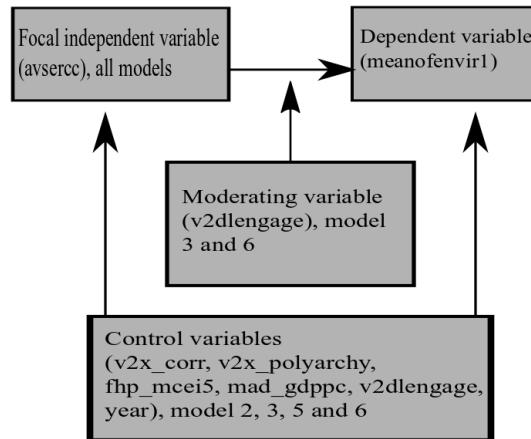 Focal independent variable
(avsercc), all models
Dependent variable
(meanofenvir1)
Moderating variable
(v2dlengage), model
3 and 6
Control variables
(v2x_corr, v2x_polyarchy,
fhp_mcei5, mad_gdppc, v2dlengage,
year), model 2, 3, 5 and 6